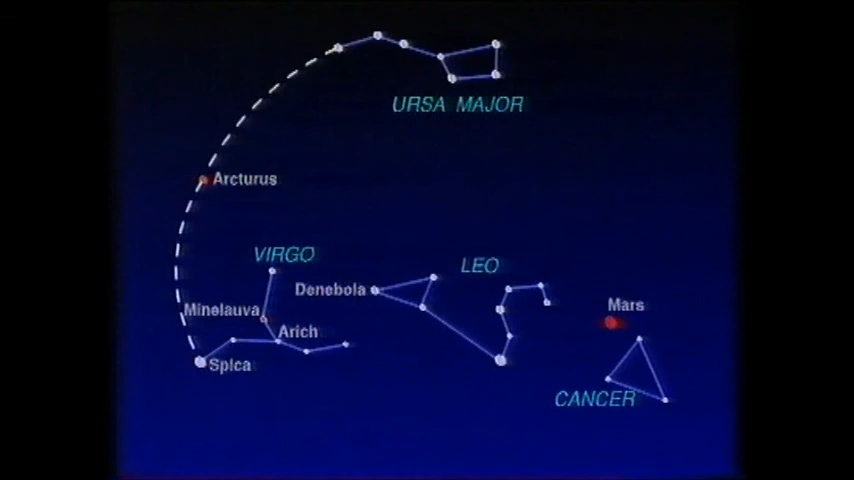 URSA MAJOR
Arcturus
VIRGO
LEO
Denebola
Mars
Minelauva
Arich
Spica
CANCER